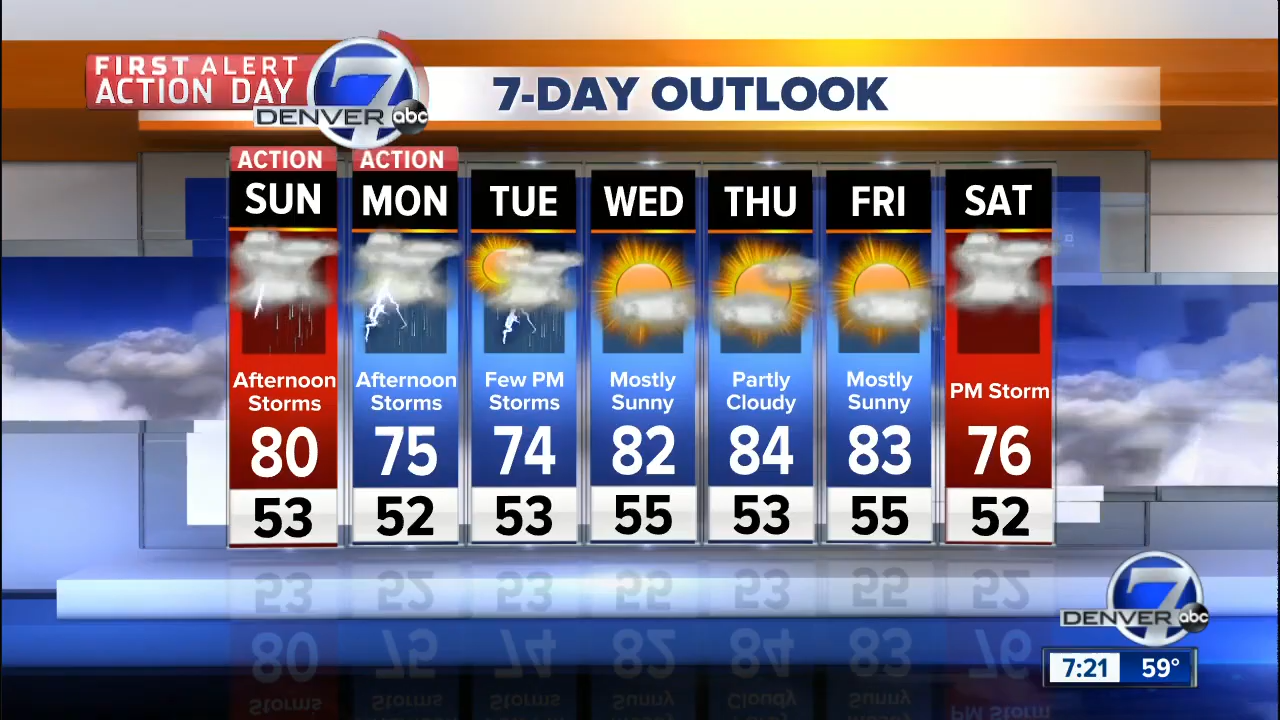 FIRST ALERT
ACTION DAY
7
DENVER abc
7-DAY OUTLOOK
ACTION ACTION
SUN MON TUE WED THU FRI SAT
Afternoon Storms
Afternoon Storms
Few PM Storms
Mostly Sunny
Partly Cloudy
Mostly Sunny
PM Storm
80 75 74 82 84 83 76
53 52 53 55 53 55 52
7
DENVER abc
7:21 59°